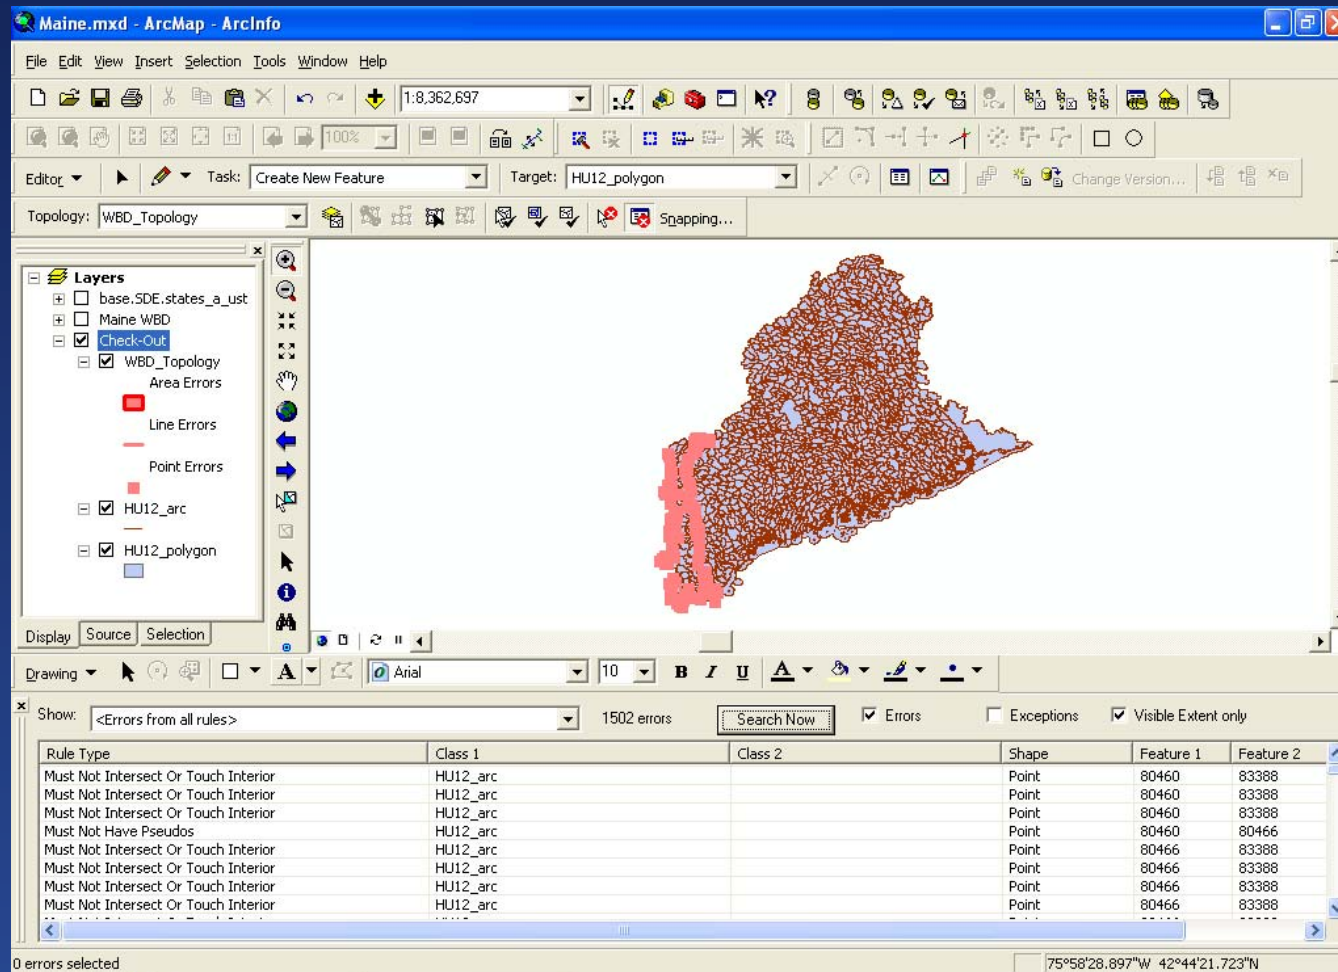 Maine.mxd - ArcMap - ArcInfo
File Edit View Insert Selection Tools Window Help
1:8,362,697
100%
Editor Task: Create New Feature Target: HU12_polygon Change Version...
Topology: WBD_Topology Snapping...
Layers
base.SDE.states_a_ust
Maine WBD
Check-Out
WBD_Topology
Area Errors
Line Errors
Point Errors
HU12_arc
HU12_polygon
Display Source Selection
Drawing A Arial 10 B I U A
Show: <Errors from all rules> 1502 errors Search Now Errors Exceptions Visible Extent only
Rule Type Class 1 Class 2 Shape Feature 1 Feature 2
Must Not Intersect Or Touch Interior HU12_arc Point 80460 83388
Must Not Intersect Or Touch Interior HU12_arc Point 80460 83388
Must Not Intersect Or Touch Interior HU12_arc Point 80460 83388
Must Not Have Pseudos HU12_arc Point 80460 80466
Must Not Intersect Or Touch Interior HU12_arc Point 80466 83388
Must Not Intersect Or Touch Interior HU12_arc Point 80466 83388
Must Not Intersect Or Touch Interior HU12_arc Point 80466 83388
Must Not Intersect Or Touch Interior HU12_arc Point 80466 83388
0 errors selected 75°58'28.897"W 42°44'21.723"N